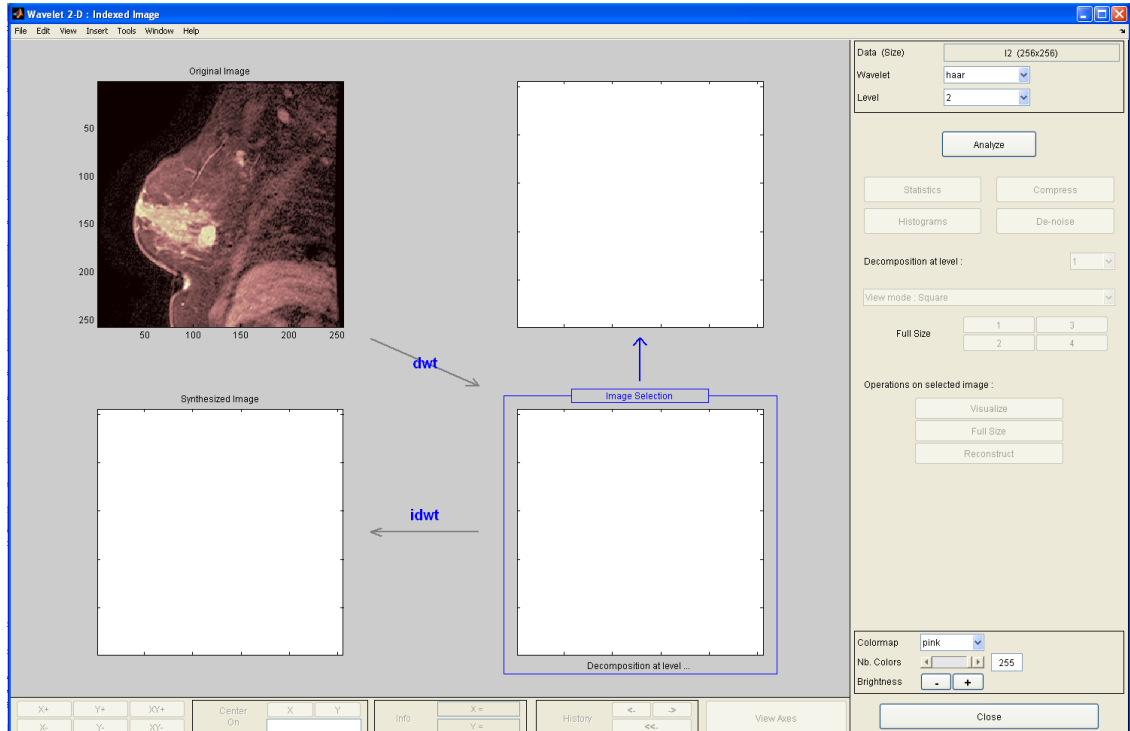 Wavelet 2-D : Indexed Image
File Edit View Insert Tools Window Help
Original Image
50
100
150
200
250
50 100 150 200 250
dwt
Synthesized Image
idwt
Image Selection
Decomposition at level ...
Data (Size) I2 (256x256)
Wavelet haar
Level 2
Analyze
Statistics Compress
Histograms De-noise
Decomposition at level : 1
View mode : Square
Full Size 1 3
2 4
Operations on selected image :
Visualize
Full Size
Reconstruct
Colormap pink
Nb. Colors 255
Brightness - +
Close
X+ Y+ XY+
X- Y- XY-
Center On X Y
Info X =
Y =
History <- ->
<<-
View Axes